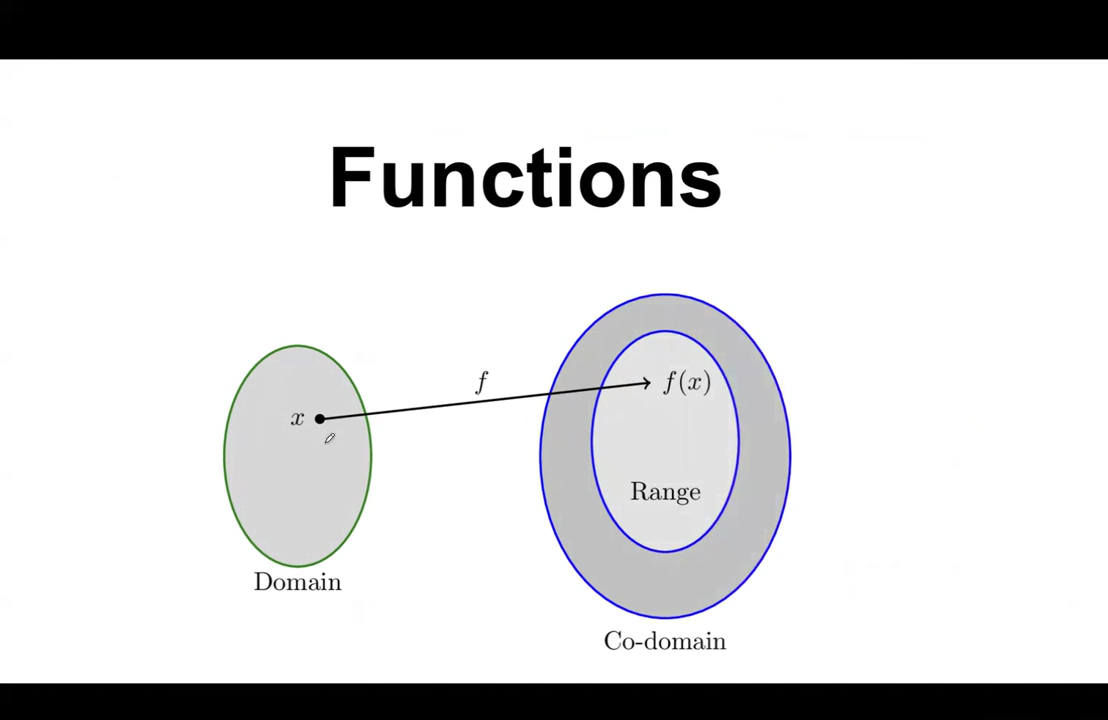 Functions
f
x
f(x)
Range
Domain
Co-domain